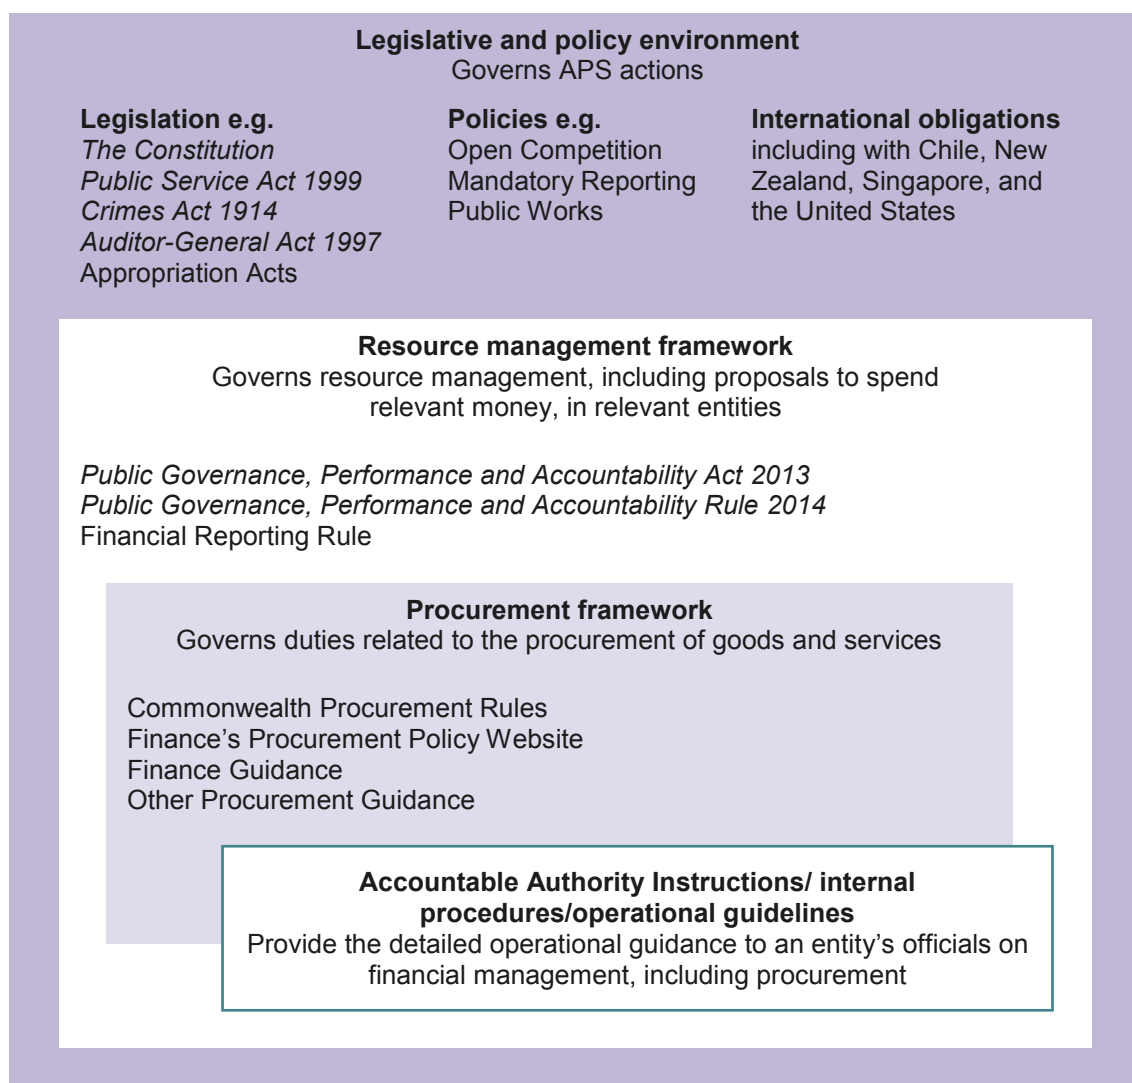 Legislative and policy environment
Governs APS actions
Legislation e.g.
The Constitution
Public Service Act 1999
Crimes Act 1914
Auditor-General Act 1997
Appropriation Acts
Policies e.g.
Open Competition
Mandatory Reporting
Public Works
International obligations
including with Chile, New
Zealand, Singapore, and
the United States
Resource management framework
Governs resource management, including proposals to spend
relevant money, in relevant entities
Public Governance, Performance and Accountability Act 2013
Public Governance, Performance and Accountability Rule 2014
Financial Reporting Rule
Procurement framework
Governs duties related to the procurement of goods and services
Commonwealth Procurement Rules
Finance’s Procurement Policy Website
Finance Guidance
Other Procurement Guidance
Accountable Authority Instructions/ internal
procedures/operational guidelines
Provide the detailed operational guidance to an entity’s officials on
financial management, including procurement